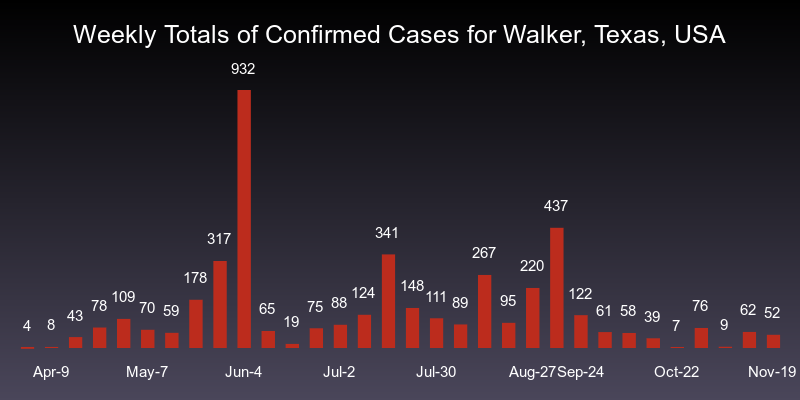 Weekly Totals of Confirmed Cases for Walker, Texas, USA
4 8 43 78 109 70 59 178 317 932 65 19 75 88 124 341 148 111 89 267 95 220 437 122 61 58 39 7 76 9 62 52
Apr-9 May-7 Jun-4 Jul-2 Jul-30 Aug-27 Sep-24 Oct-22 Nov-19